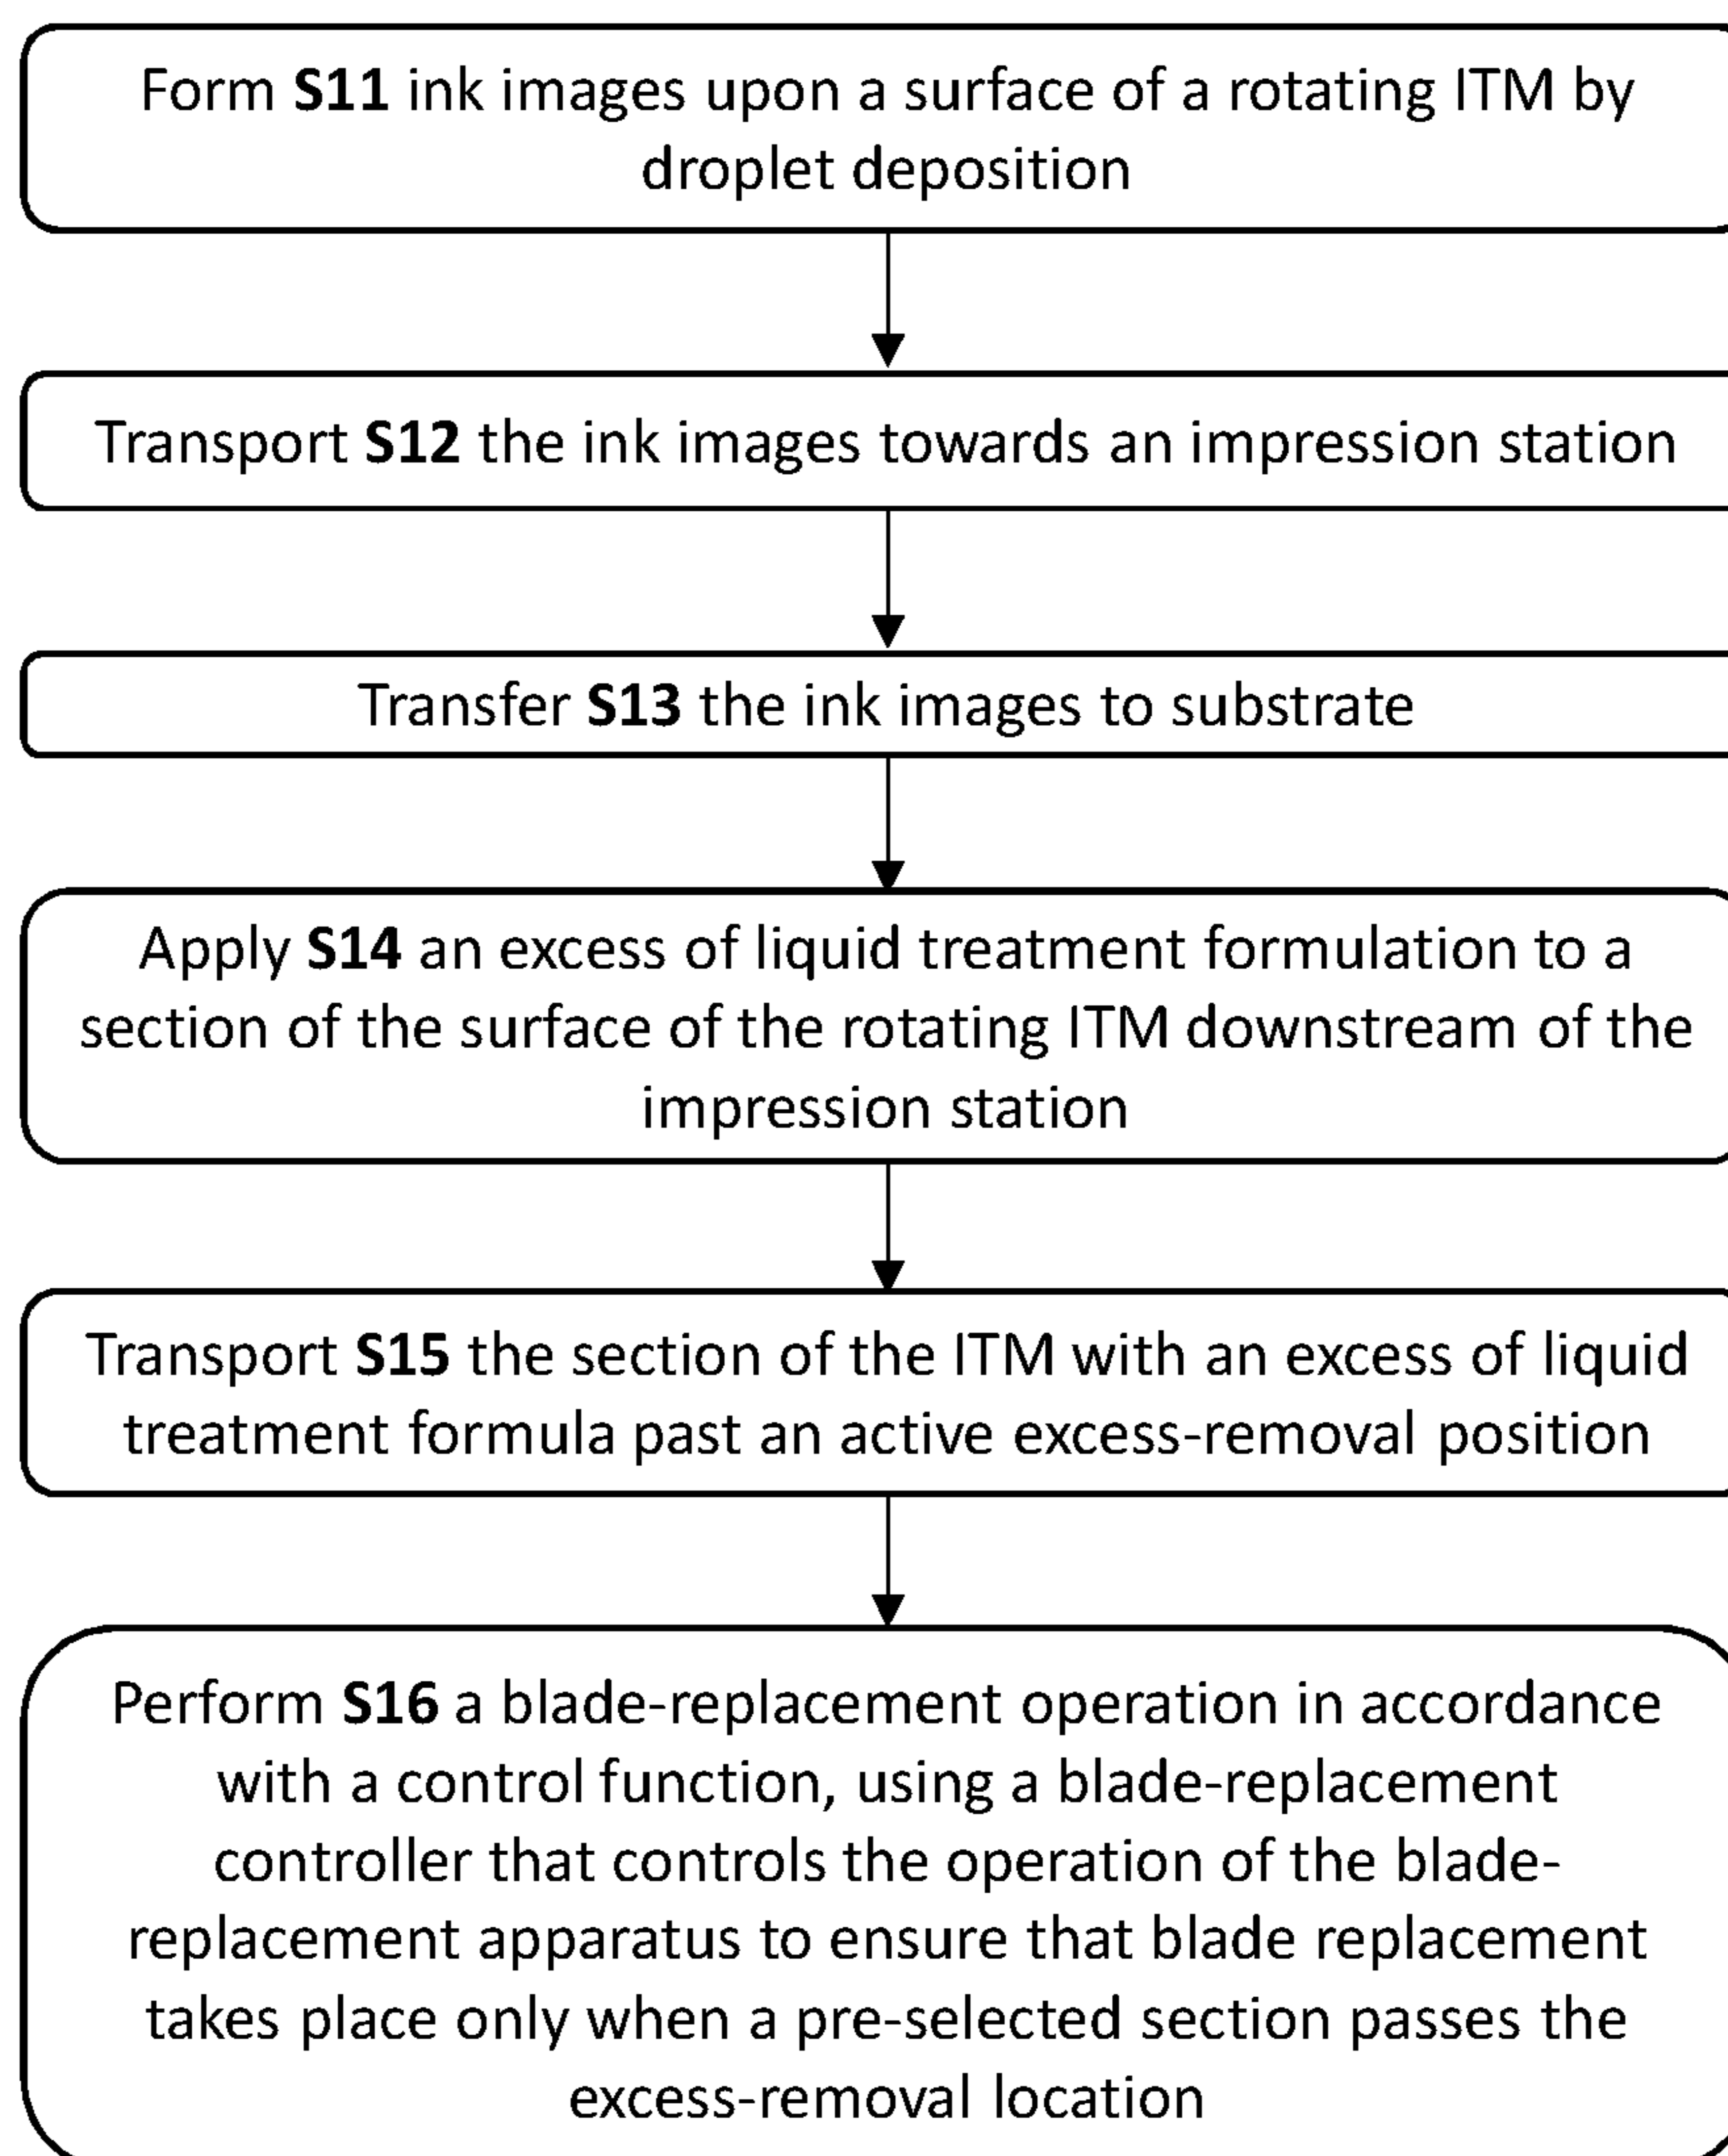 Form S11 ink images upon a surface of a rotating ITM by
droplet deposition
Transport S12 the ink images towards an impression station
Transfer S13 the ink images to substrate
Apply S14 an excess of liquid treatment formulation to a
section of the surface of the rotating ITM downstream of the
impression station
Transport S15 the section of the ITM with an excess of liquid
treatment formula past an active excess-removal position
Perform S16 a blade-replacement operation in accordance
with a control function, using a blade-replacement
controller that controls the operation of the blade-
replacement apparatus to ensure that blade replacement
takes place only when a pre-selected section passes the
excess-removal location